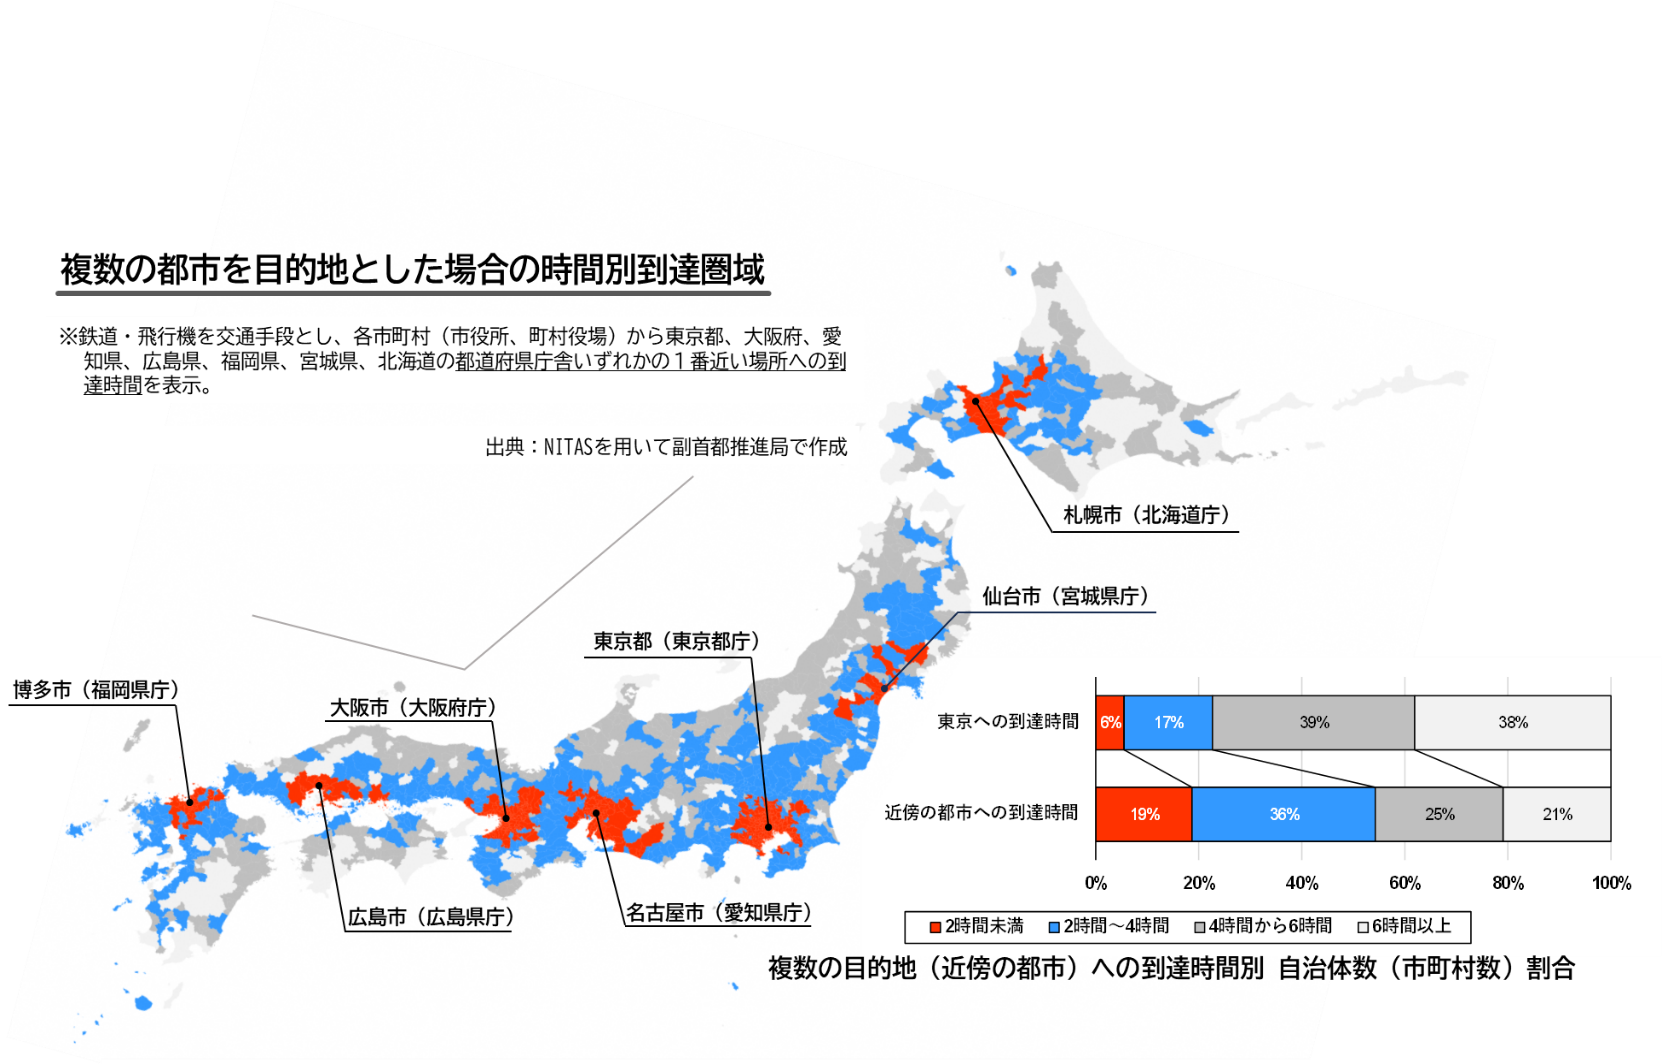 複数の都市を目的地とした場合の時間別到達圏域
※鉄道・飛行機を交通手段とし、各市町村（市役所、町村役場）から東京都、大阪府、愛
知県、広島県、福岡県、宮城県、北海道の都道府県庁舎いずれかの１番近い場所への到
達時間を表示。
出典：NITASを用いて副首都推進局で作成
札幌市（北海道庁）
仙台市（宮城県庁）
東京都（東京都庁）
博多市（福岡県庁）
大阪市（大阪府庁）
広島市（広島県庁）
名古屋市（愛知県庁）
東京への到達時間
6%
17%
39%
38%
近傍の都市への到達時間
19%
36%
25%
21%
0%
20%
40%
60%
80%
100%
2時間未満
2時間～4時間
4時間から6時間
6時間以上
複数の目的地（近傍の都市）への到達時間別 自治体数（市町村数）割合